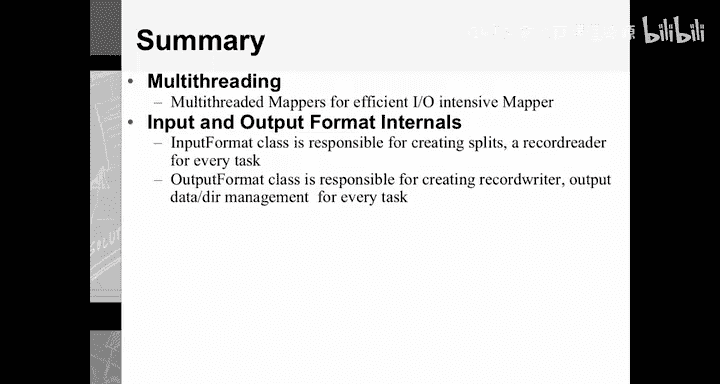 Summary
bilibili
• Multithreading
– Multithreaded Mappers for efficient I/O intensive Mapper
• Input and Output Format Internals
– InputFormat class is responsible for creating splits, a recordreader
for every task
– OutputFormat class is responsible for creating recordwriter, output
data/dir management for every task